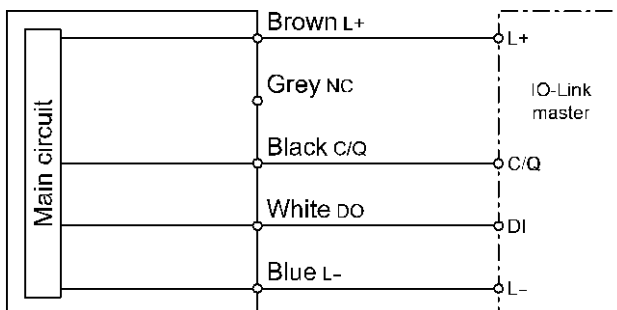 Main circuit
Brown L+
Grey NC
Black C/Q
White DO
Blue L–
L+
IO-Link
master
C/Q
DI
L–